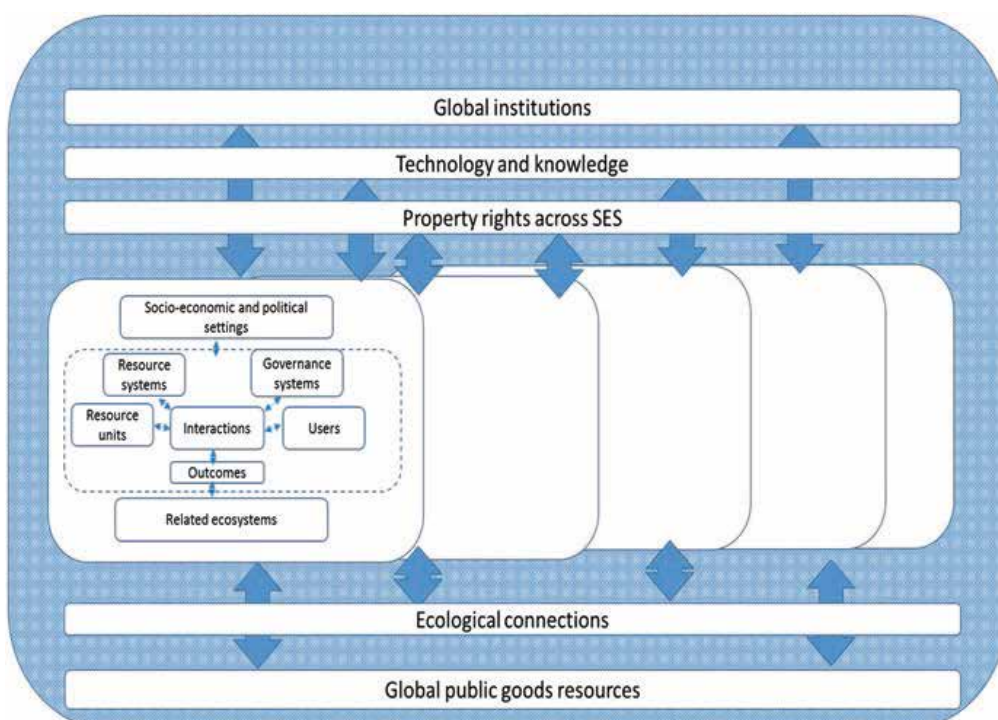 Global institutions
Technology and knowledge
Property rights across SES
Socio-economic and political
settings
Resource
systems
Governance
systems
Resource
units
Interactions
Users
Outcomes
Related ecosystems
Ecological connections
Global public goods resources